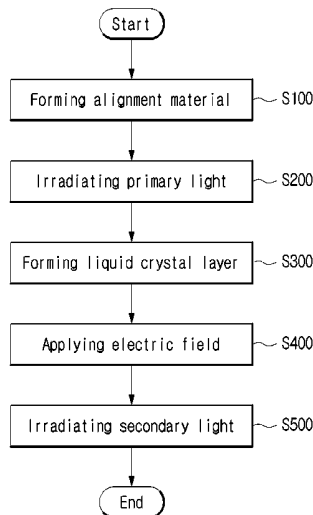 Start
Forming alignment material S100
Irradiating primary light S200
Forming liquid crystal layer S300
Applying electric field S400
Irradiating secondary light S500
End